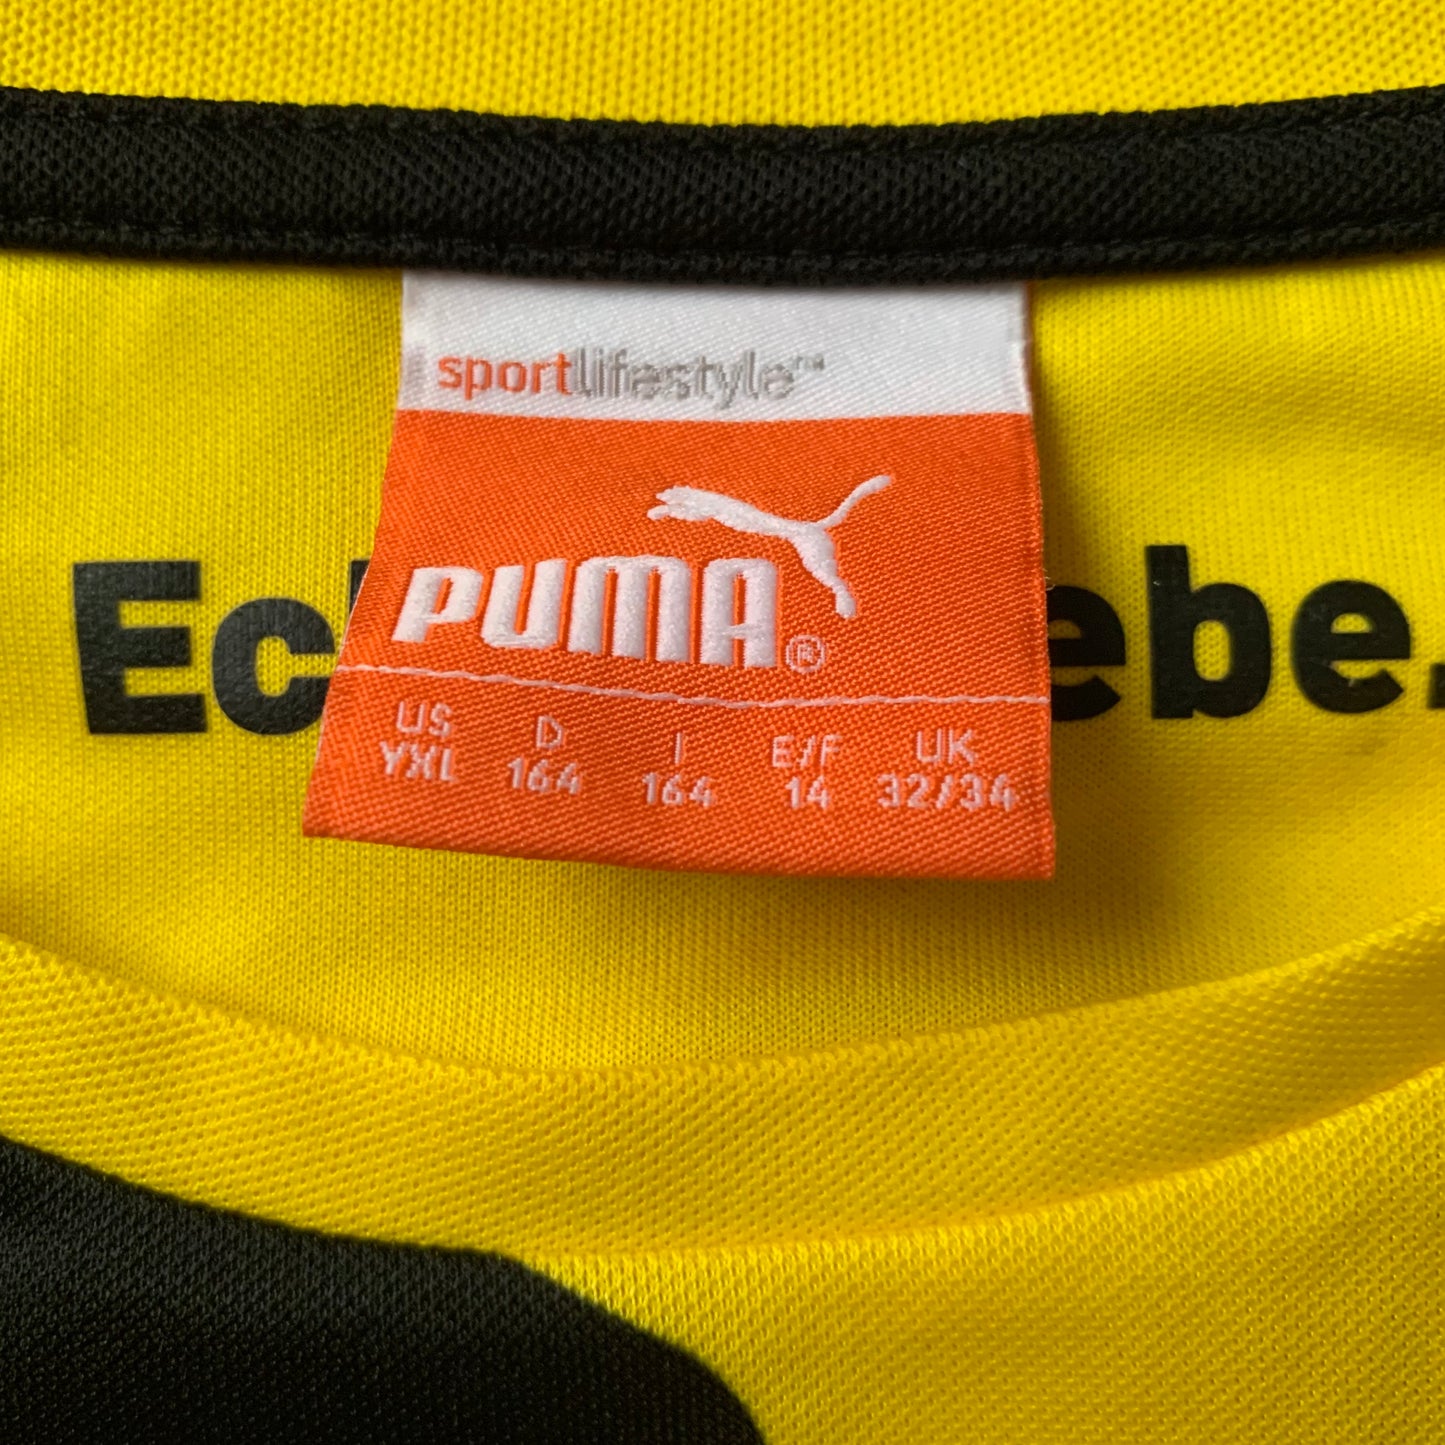 sportlifestyle™
PUMA®
US D I E/F UK
YXL 164 164 14 32/34